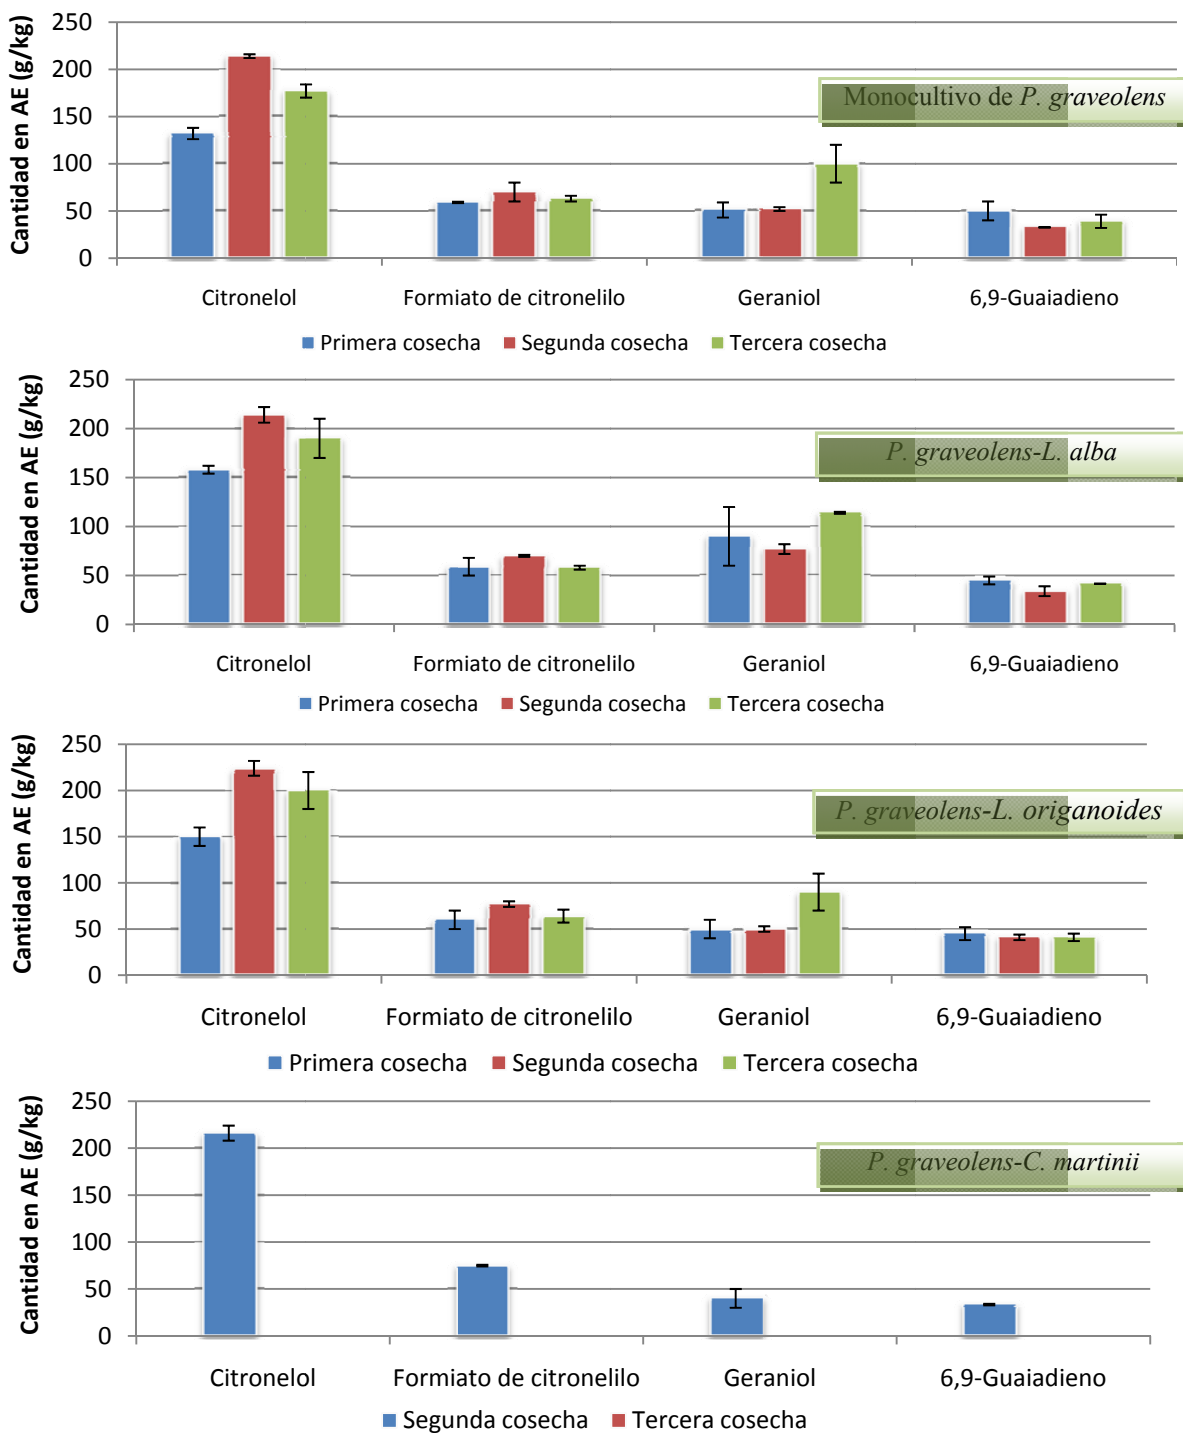 Cantidad en AE (g/kg)
250
200
150
100
50
0
Monocultivo de P. graveolens
Citronelol Formiato de citronelilo Geraniol 6,9-Guaiadieno
Primera cosecha Segunda cosecha Tercera cosecha
Cantidad en AE (g/kg)
250
200
150
100
50
0
P. graveolens-L. alba
Citronelol Formiato de citronelilo Geraniol 6,9-Guaiadieno
Primera cosecha Segunda cosecha Tercera cosecha
Cantidad en AE (g/kg)
250
200
150
100
50
0
P. graveolens-L. origanoides
Citronelol Formiato de citronelilo Geraniol 6,9-Guaiadieno
Primera cosecha Segunda cosecha Tercera cosecha
Cantidad en AE (g/kg)
250
200
150
100
50
0
P. graveolens-C. martinii
Citronelol Formiato de citronelilo Geraniol 6,9-Guaiadieno
Segunda cosecha Tercera cosecha